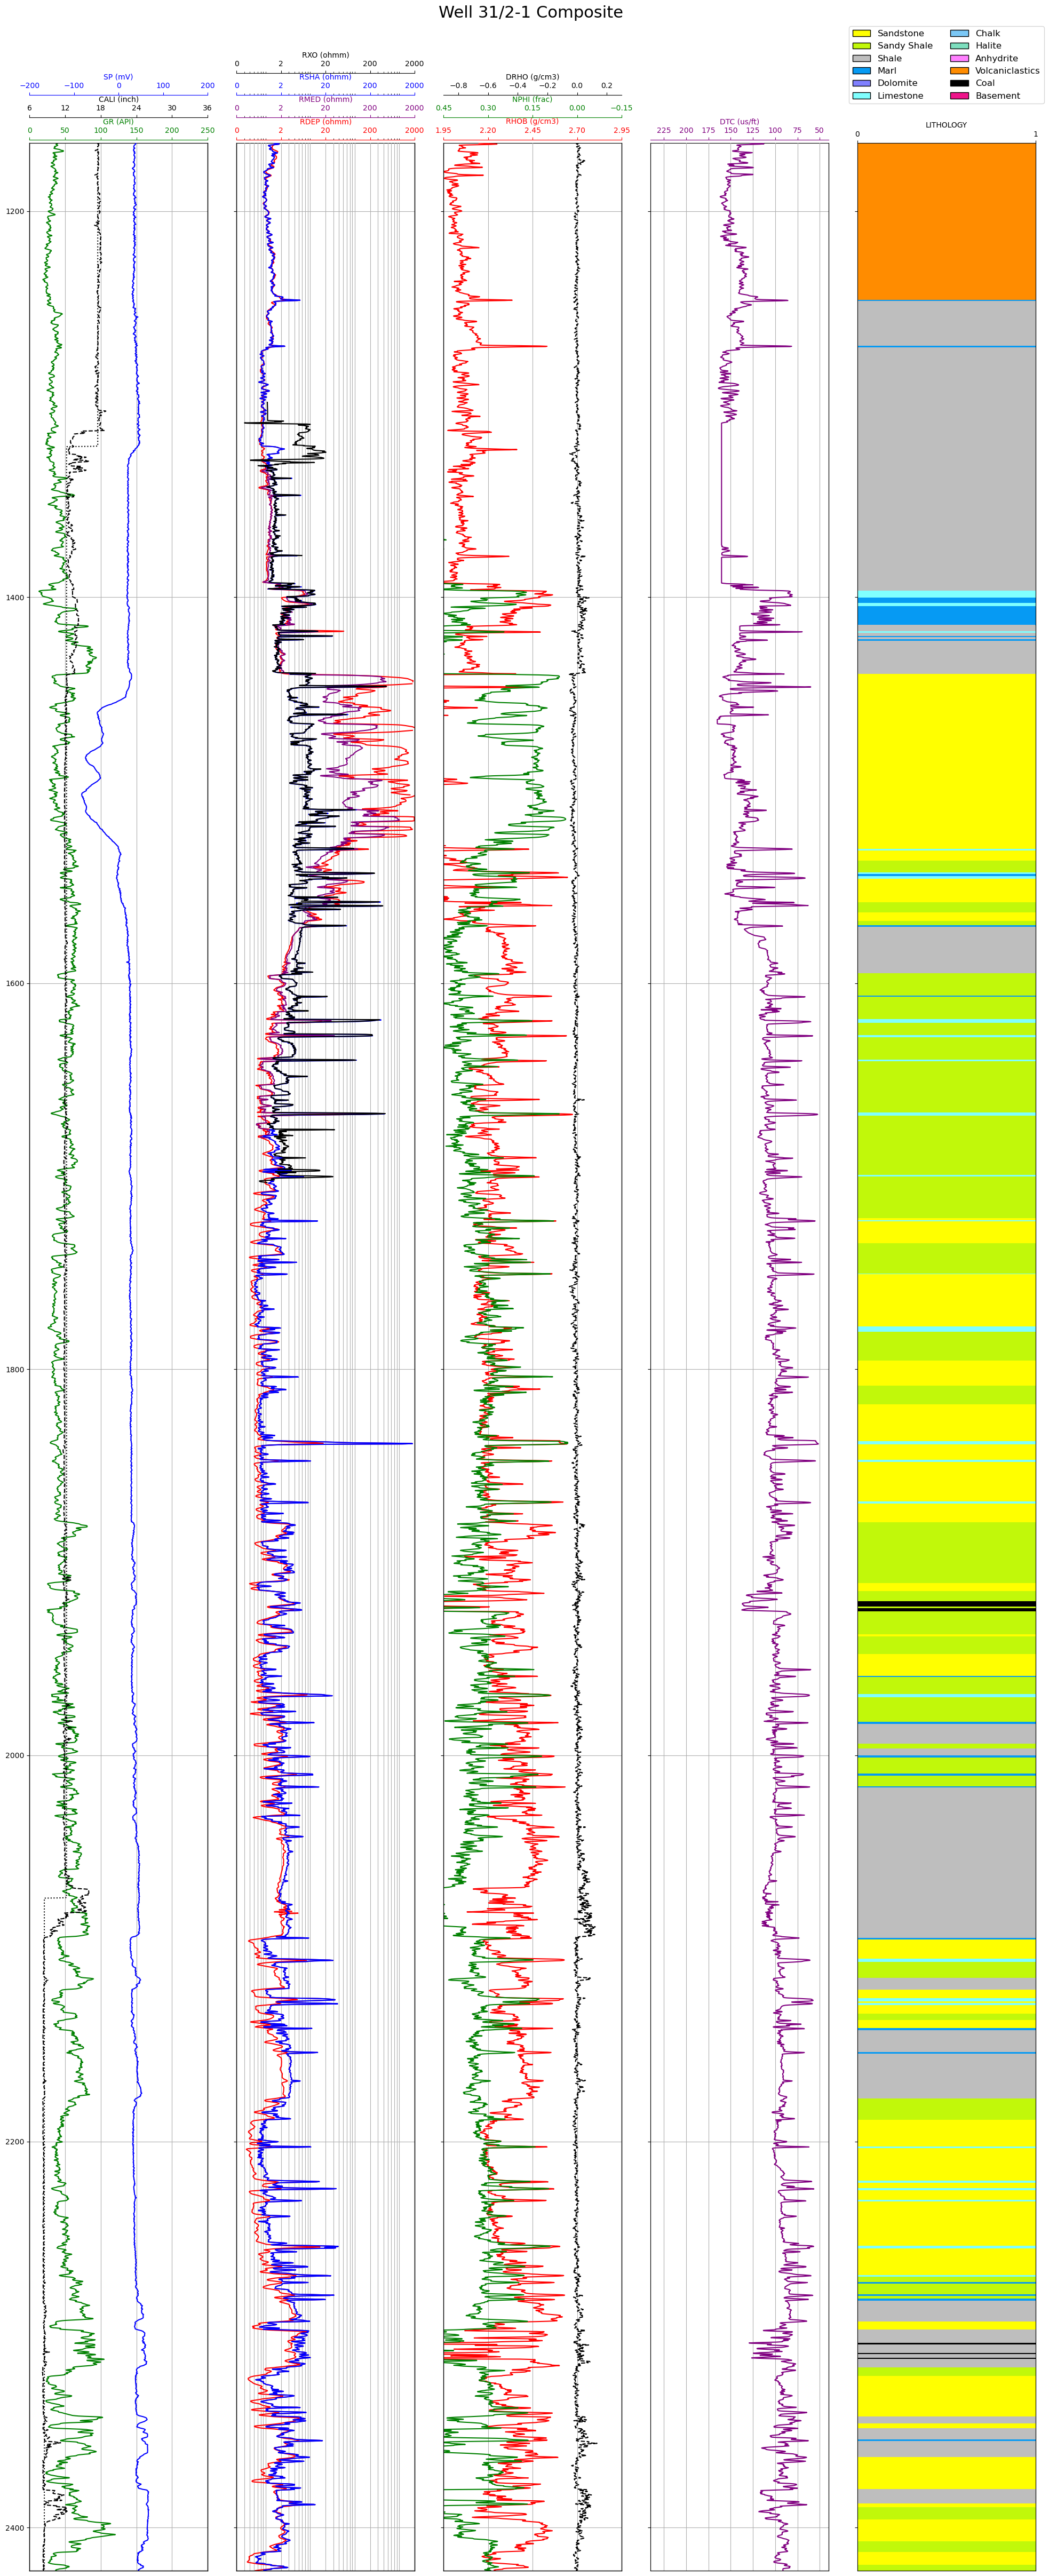 Well 31/2-1 Composite
Sandstone Chalk
Sandy Shale Halite
Shale Anhydrite
Marl Volcaniclastics
Dolomite Coal
Limestone Basement
RXO (ohmm)
0 2 20 200 2000
SP (mV) RSHA (ohmm) DRHO (g/cm3)
−200 −100 0 100 200 0 2 20 200 2000 −0.8 −0.6 −0.4 −0.2 0.0 0.2
CALI (inch) RMED (ohmm) NPHI (frac)
6 12 18 24 30 36 0 2 20 200 2000 0.45 0.30 0.15 0.00 −0.15
GR (API) RDEP (ohmm) RHOB (g/cm3) DTC (us/ft) LITHOLOGY
0 50 100 150 200 250 0 2 20 200 2000 1.95 2.20 2.45 2.70 2.95 225 200 175 150 125 100 75 50 0 1
1200
1400
1600
1800
2000
2200
2400